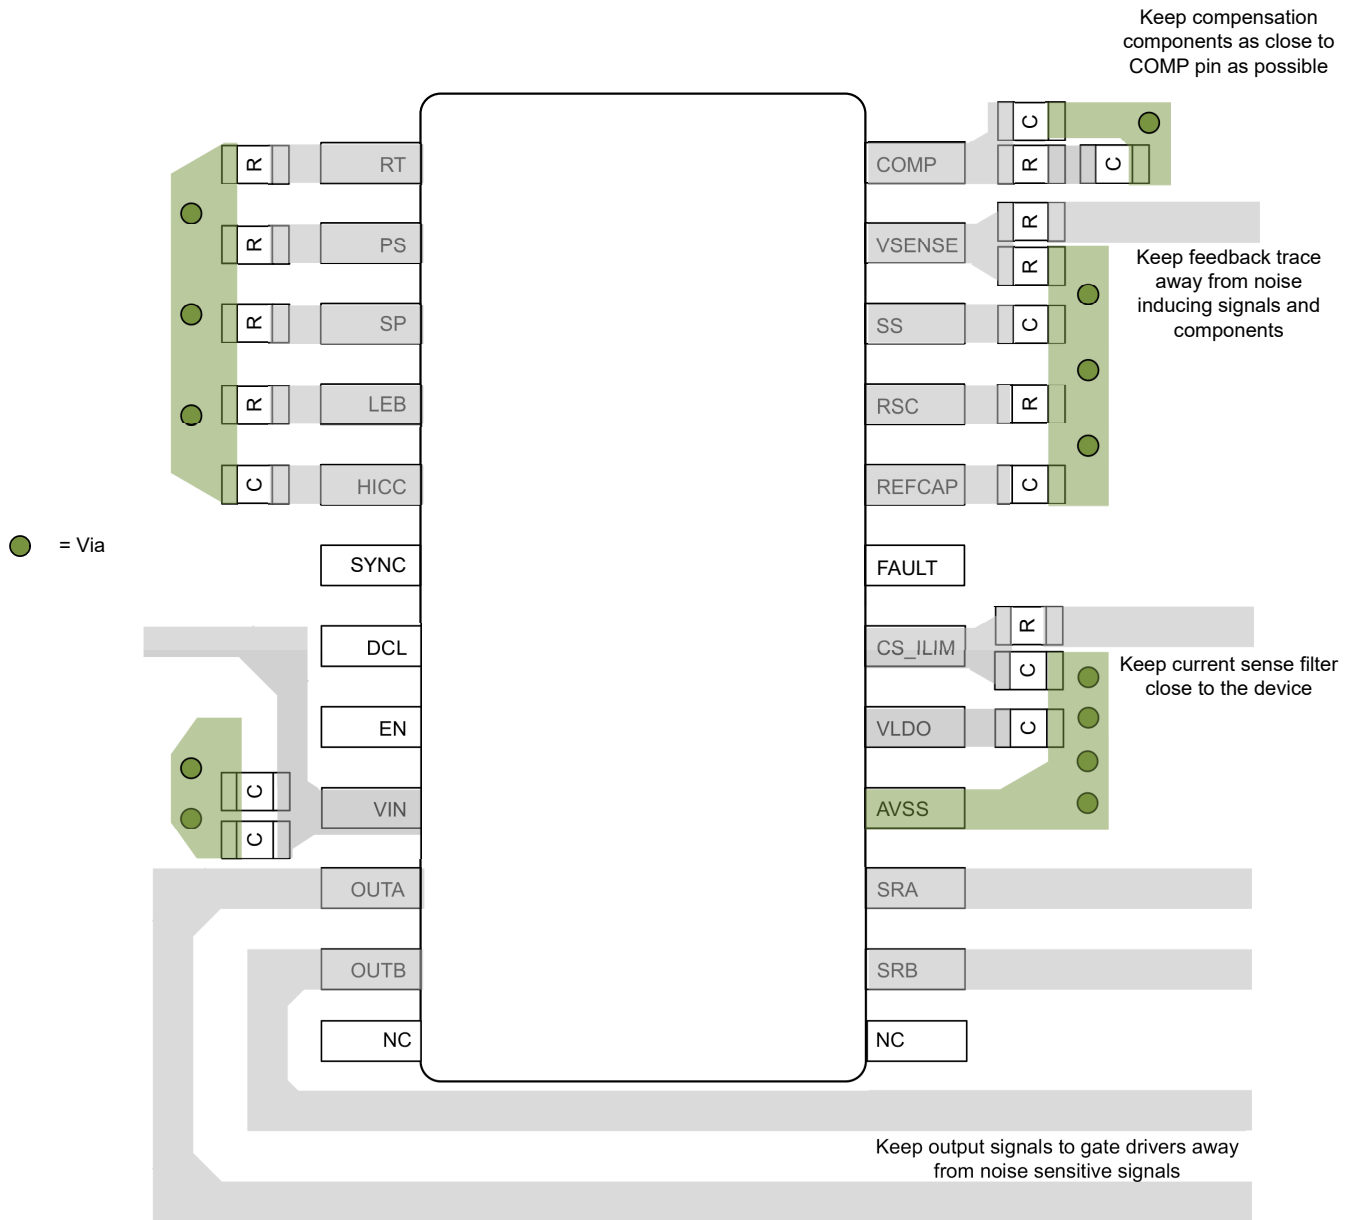 Keep compensation
components as close to
COMP pin as possible
C
R RT COMP R C
R
R PS VSENSE
R
Keep feedback trace
away from noise
inducing signals and
components
R SP SS C
R LEB RSC R
C HICC REFCAP C
= Via
SYNC FAULT
R
DCL CS_ILIM
C
Keep current sense filter
close to the device
EN VLDO C
C
VIN AVSS
C
OUTA SRA
OUTB SRB
NC NC
Keep output signals to gate drivers away
from noise sensitive signals